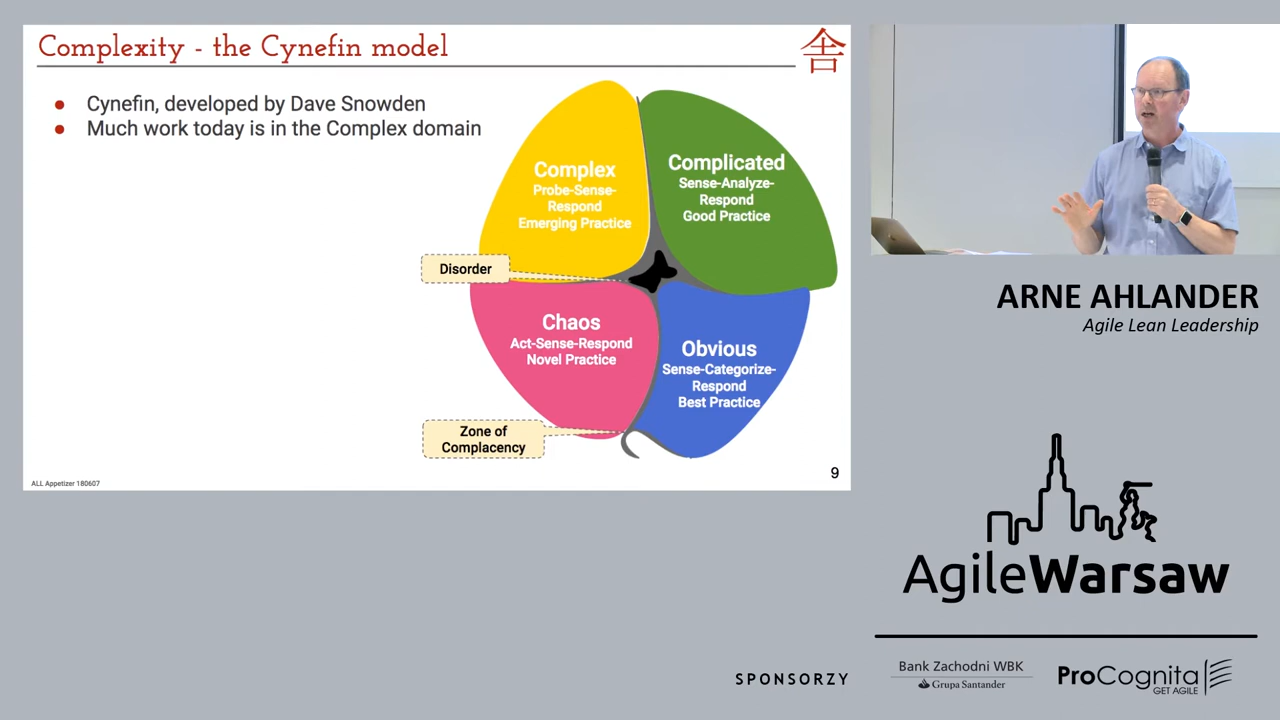 Complexity - the Cynefin model
舎
Cynefin, developed by Dave Snowden
Much work today is in the Complex domain
Complex
Probe-Sense-
Respond
Emerging Practice
Complicated
Sense-Analyze-
Respond
Good Practice
Disorder
Chaos
Act-Sense-Respond
Novel Practice
Obvious
Sense-Categorize-
Respond
Best Practice
Zone of
Complacency
9
ALL Appetizer 180607
ARNE AHLANDER
Agile Lean Leadership
AgileWarsaw
SPONSORZY
Bank Zachodni WBK
Grupa Santander
ProCognita
GET AGILE